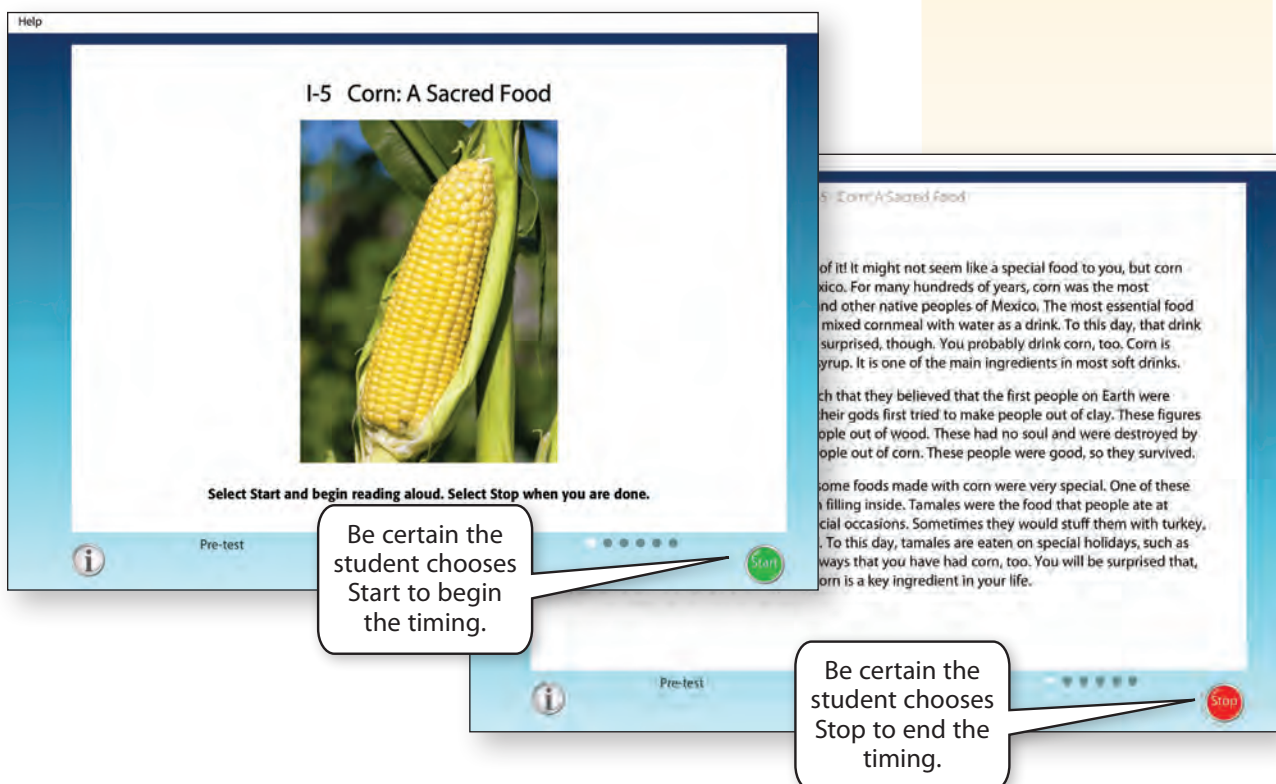 Help
I-5 Corn: A Sacred Food
Select Start and begin reading aloud. Select Stop when you are done.
Pre-test
Start
Be certain the
student chooses
Start to begin
the timing.
Corn: A Sacred Food
of it! It might not seem like a special food to you, but corn
xico. For many hundreds of years, corn was the most
nd other native peoples of Mexico. The most essential food
mixed cornmeal with water as a drink. To this day, that drink
surprised, though. You probably drink corn, too. Corn is
syrup. It is one of the main ingredients in most soft drinks.
ch that they believed that the first people on Earth were
their gods first tried to make people out of clay. These figures
ople out of wood. These had no soul and were destroyed by
ople out of corn. These people were good, so they survived.
some foods made with corn were very special. One of these
filling inside. Tamales were the food that people ate at
cial occasions. Sometimes they would stuff them with turkey,
. To this day, tamales are eaten on special holidays, such as
ways that you have had corn, too. You will be surprised that,
orn is a key ingredient in your life.
Pre-test
Stop
Be certain the
student chooses
Stop to end the
timing.